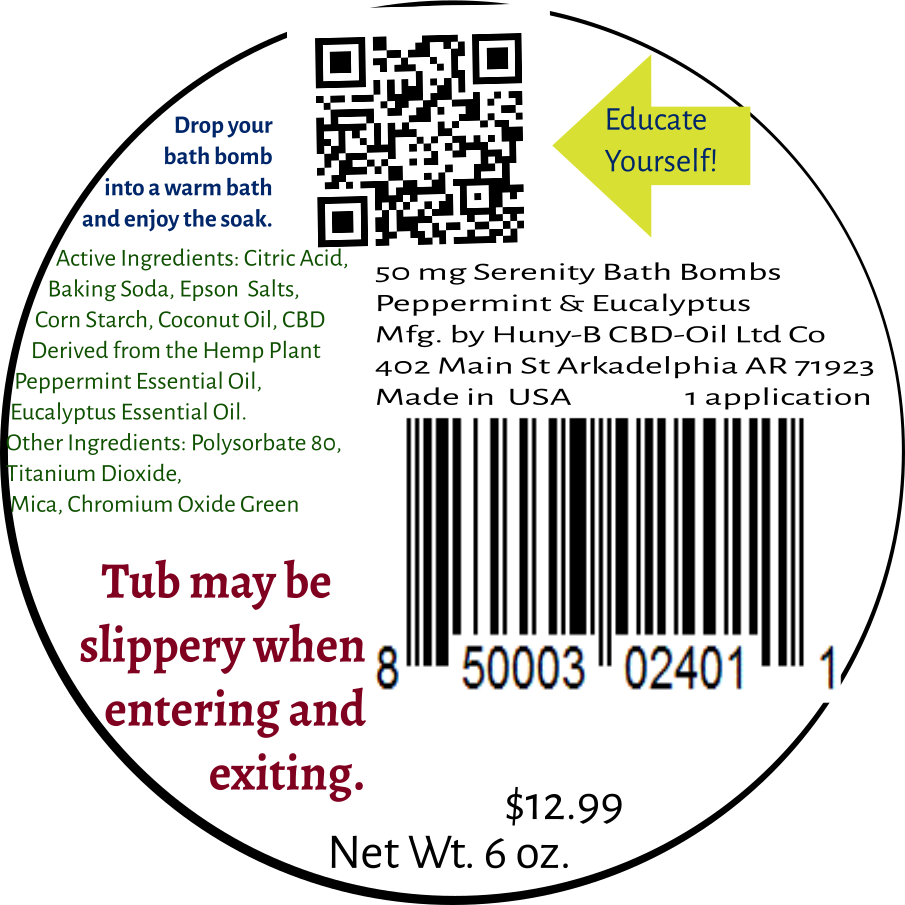 Drop your
bath bomb
into a warm bath
and enjoy the soak.
Educate
Yourself!
Active Ingredients: Citric Acid,
Baking Soda, Epson Salts,
Corn Starch, Coconut Oil, CBD
Derived from the Hemp Plant
Peppermint Essential Oil,
Eucalyptus Essential Oil.
Other Ingredients: Polysorbate 80,
Titanium Dioxide,
Mica, Chromium Oxide Green
50 mg Serenity Bath Bombs
Peppermint & Eucalyptus
Mfg. by Huny-B CBD-Oil Ltd Co
402 Main St Arkadelphia AR 71923
Made in USA 1 application
Tub may be
slippery when
entering and
exiting.
8 50003 02401 1
$12.99
Net Wt. 6 oz.